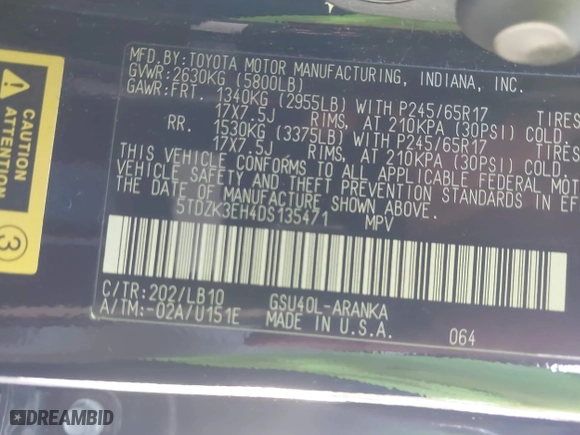 CAUTION
ATTENTION
3
MFD.BY:TOYOTA MOTOR MANUFACTURING, INDIANA, INC.
GVWR:2630KG (5800LB)
GAWR:FRT. 1340KG (2955LB) WITH P245/65R17 TIRES
17X7.5J RIMS, AT 210KPA (30PSI) COLD.
RR. 1530KG (3375LB) WITH P245/65R17 TIRES
17X7.5J RIMS, AT 210KPA (30PSI) COLD.
THIS VEHICLE CONFORMS TO ALL APPLICABLE FEDERAL MOTOR
VEHICLE SAFETY AND THEFT PREVENTION STANDARDS IN EF
THE DATE OF MANUFACTURE SHOWN ABOVE.
5TDZK3EH4DS135471 MPV
C/TR:202/LB10 GSU40L-ARANKA
A/TM:-02A/U151E MADE IN U.S.A. 064
DREAMBID